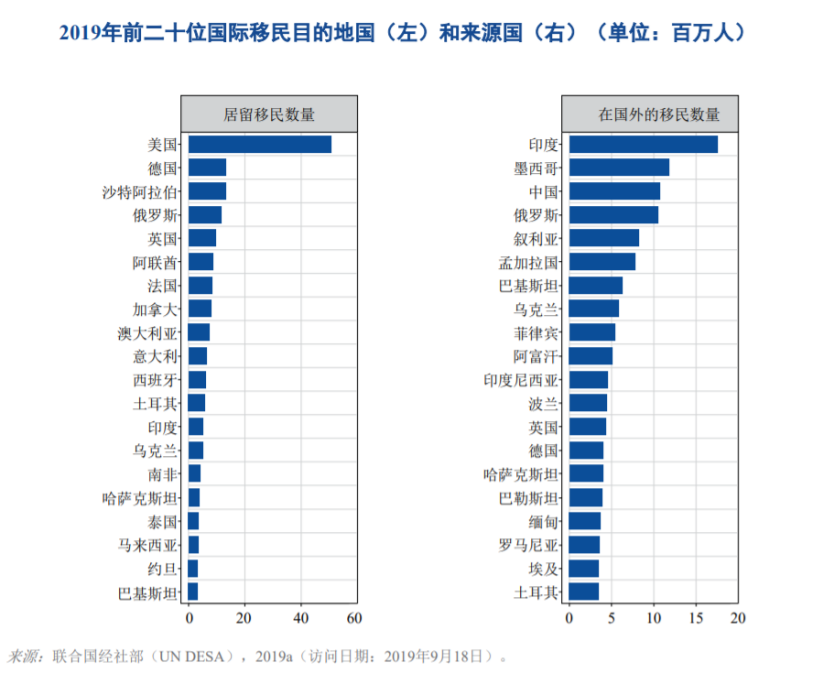 2019年前二十位国际移民目的地国（左）和来源国（右）（单位：百万人）
居留移民数量
美国
德国
沙特阿拉伯
俄罗斯
英国
阿联酋
法国
加拿大
澳大利亚
意大利
西班牙
土耳其
印度
乌克兰
南非
哈萨克斯坦
泰国
马来西亚
约旦
巴基斯坦
0 20 40 60
在国外的移民数量
印度
墨西哥
中国
俄罗斯
叙利亚
孟加拉国
巴基斯坦
乌克兰
菲律宾
阿富汗
印度尼西亚
波兰
英国
德国
哈萨克斯坦
巴勒斯坦
缅甸
罗马尼亚
埃及
土耳其
0 5 10 15 20
来源：联合国经社部（UN DESA），2019a（访问日期：2019年9月18日）。